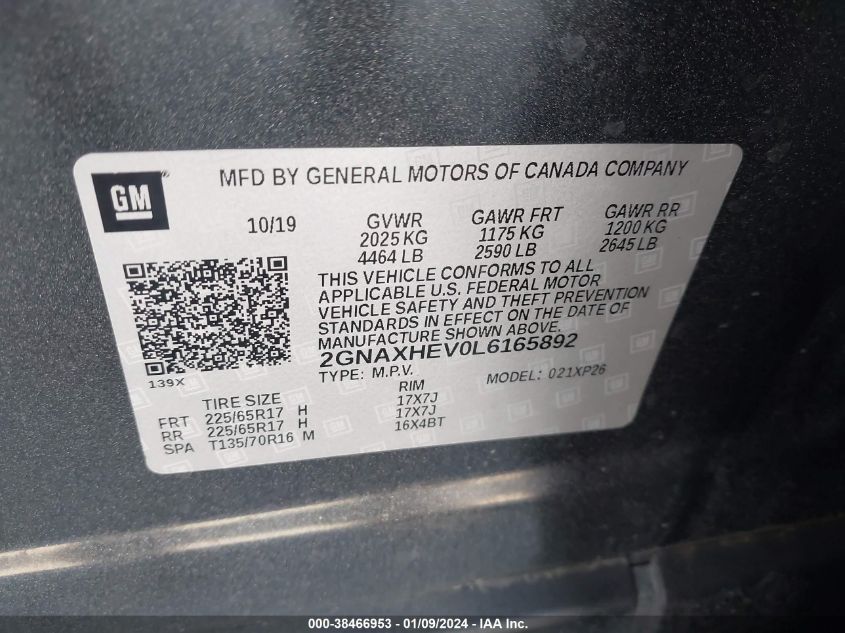 GM
®
MFD BY GENERAL MOTORS OF CANADA COMPANY
10/19 GVWR GAWR FRT GAWR RR
2025 KG 1175 KG 1200 KG
4464 LB 2590 LB 2645 LB
THIS VEHICLE CONFORMS TO ALL
APPLICABLE U.S. FEDERAL MOTOR
VEHICLE SAFETY AND THEFT PREVENTION
STANDARDS IN EFFECT ON THE DATE OF
MANUFACTURE SHOWN ABOVE.
2GNAXHEV0L6165892
TYPE: M.P.V. MODEL: 021XP26
139X
TIRE SIZE RIM
FRT 225/65R17 H 17X7J
RR 225/65R17 H 17X7J
SPA T135/70R16 M 16X4BT
000-38466953 - 01/09/2024 - IAA Inc.